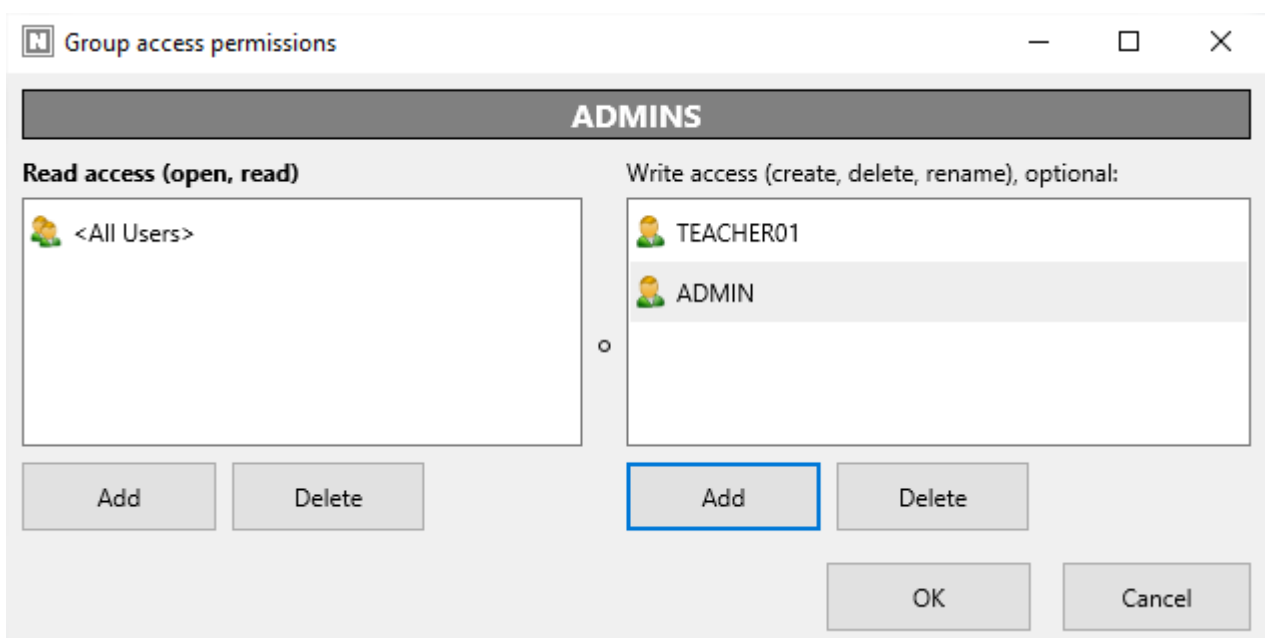 Group access permissions
ADMINS
Read access (open, read)
Write access (create, delete, rename), optional:
<All Users>
TEACHER01
ADMIN
Add
Delete
Add
Delete
OK
Cancel